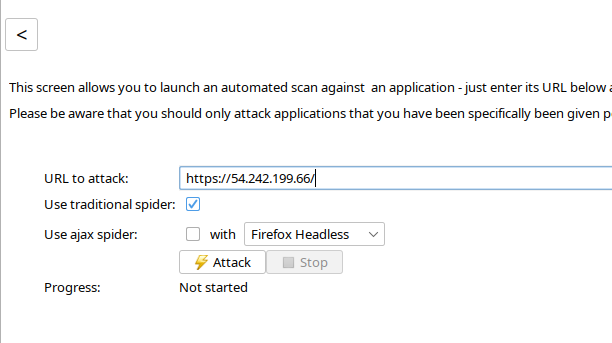 <
This screen allows you to launch an automated scan against an application - just enter its URL below
Please be aware that you should only attack applications that you have been specifically been given
URL to attack: https://54.242.199.66/
Use traditional spider:
Use ajax spider: with Firefox Headless
Attack Stop
Progress: Not started